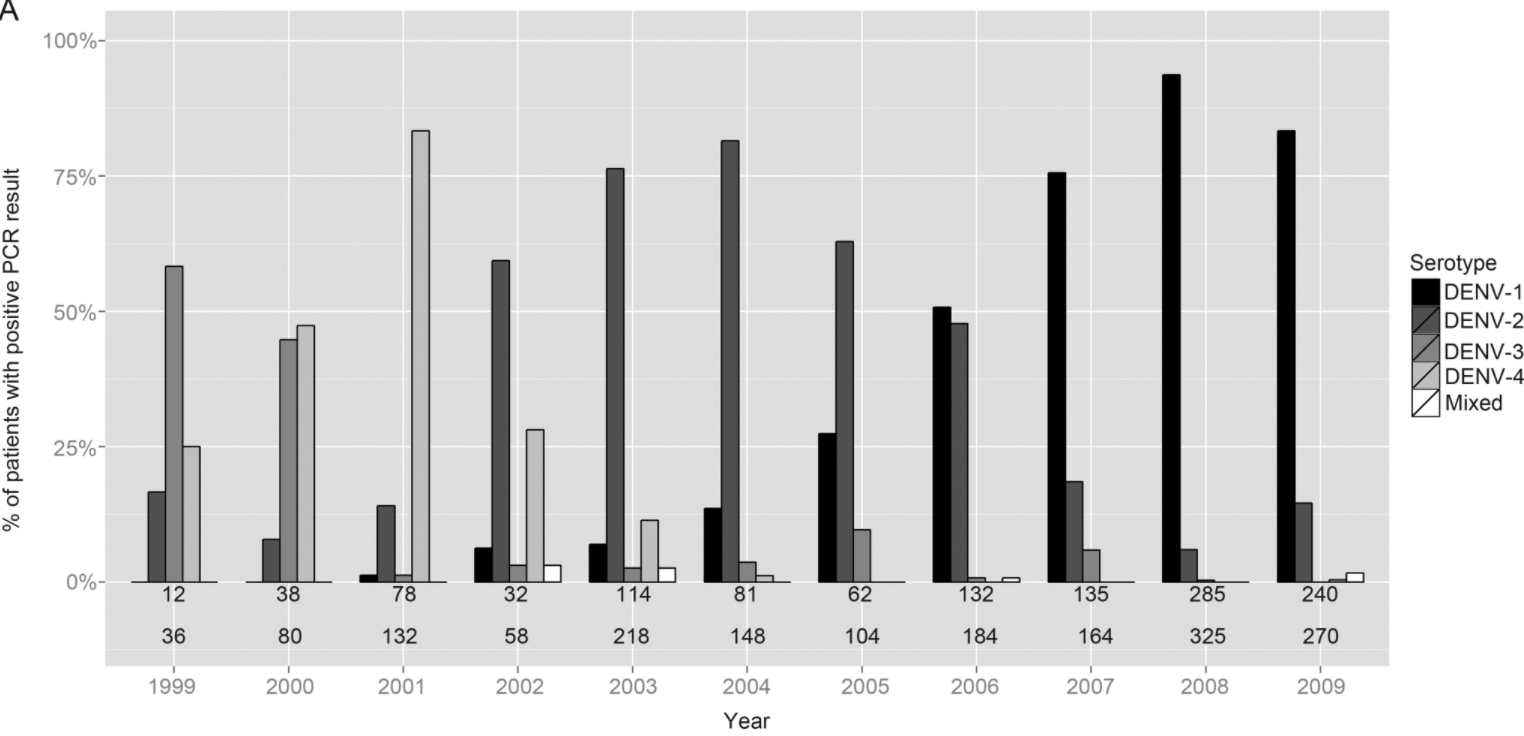 A
% of patients with positive PCR result
100%
75%
50%
25%
0%
12 38 78 32 114 81 62 132 135 285 240
36 80 132 58 218 148 104 184 164 325 270
1999 2000 2001 2002 2003 2004 2005 2006 2007 2008 2009
Year
Serotype
DENV-1
DENV-2
DENV-3
DENV-4
Mixed